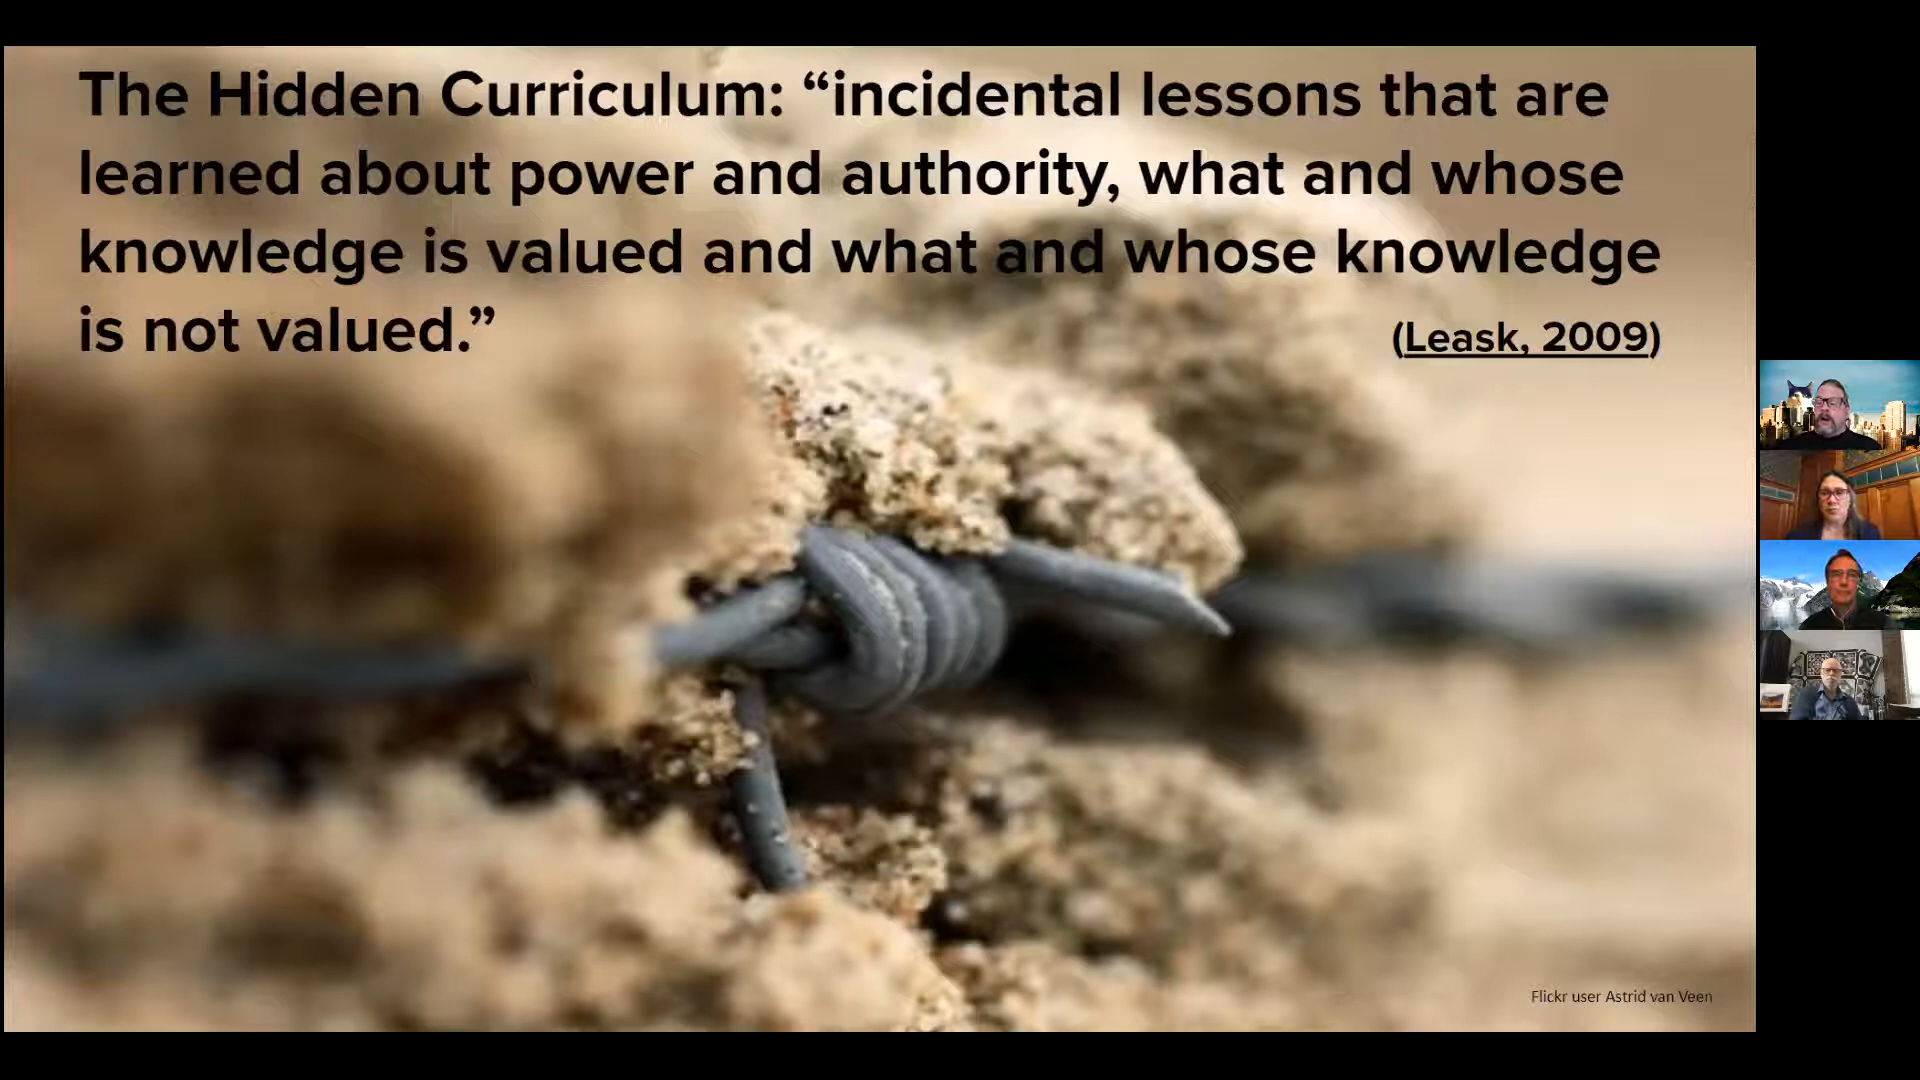 The Hidden Curriculum: “incidental lessons that are
learned about power and authority, what and whose
knowledge is valued and what and whose knowledge
is not valued.”
(Leask, 2009)
Flickr user Astrid van Veen